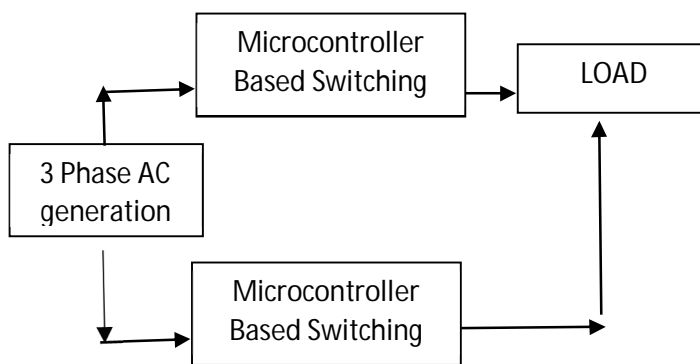 Microcontroller
Based Switching
LOAD
3 Phase AC
generation
Microcontroller
Based Switching